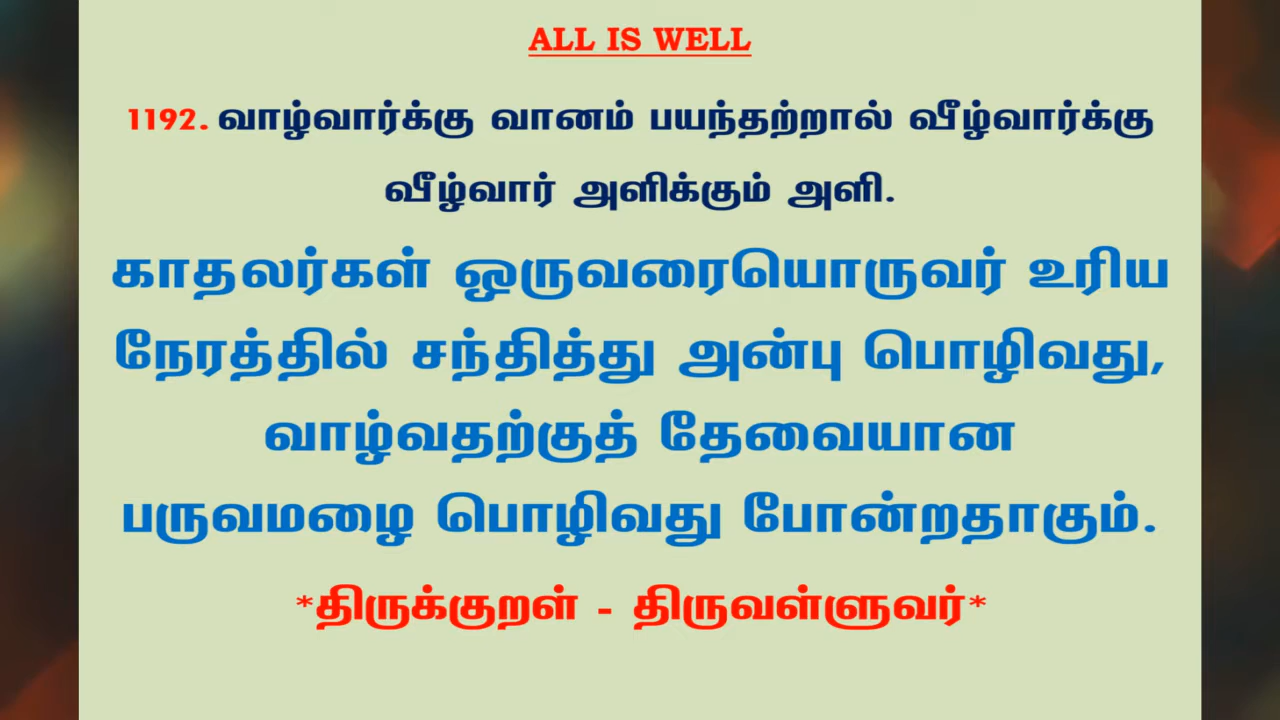 ALL IS WELL
1192. வாழ்வார்க்கு வானம் பயந்தற்றால் வீழ்வார்க்கு
வீழ்வார் அளிக்கும் அளி.
காதலர்கள் ஒருவரையொருவர் உரிய
நேரத்தில் சந்தித்து அன்பு பொழிவது,
வாழ்வதற்குத் தேவையான
பருவமழை பொழிவது போன்றதாகும்.
*திருக்குறள் - திருவள்ளுவர்*